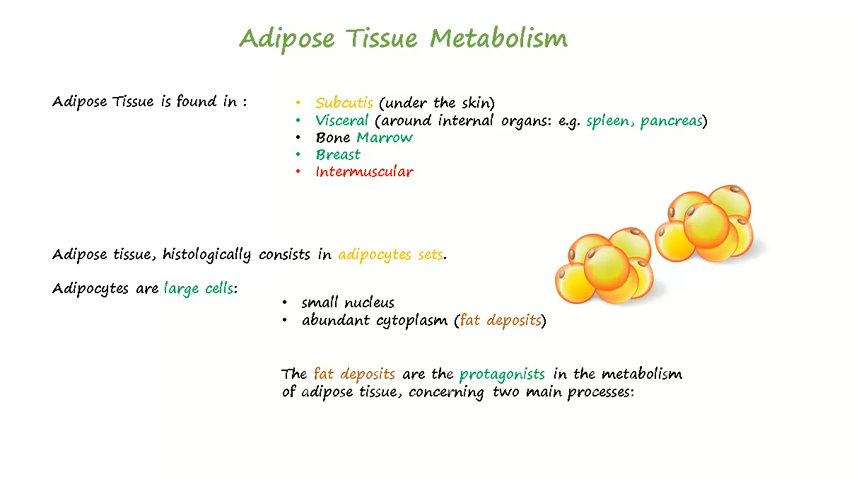 Adipose Tissue Metabolism
Adipose Tissue is found in :
• Subcutis (under the skin)
• Visceral (around internal organs: e.g. spleen, pancreas)
• Bone Marrow
• Breast
• Intermuscular
Adipose tissue, histologically consists in adipocytes sets.
Adipocytes are large cells:
• small nucleus
• abundant cytoplasm (fat deposits)
The fat deposits are the protagonists in the metabolism
of adipose tissue, concerning two main processes: